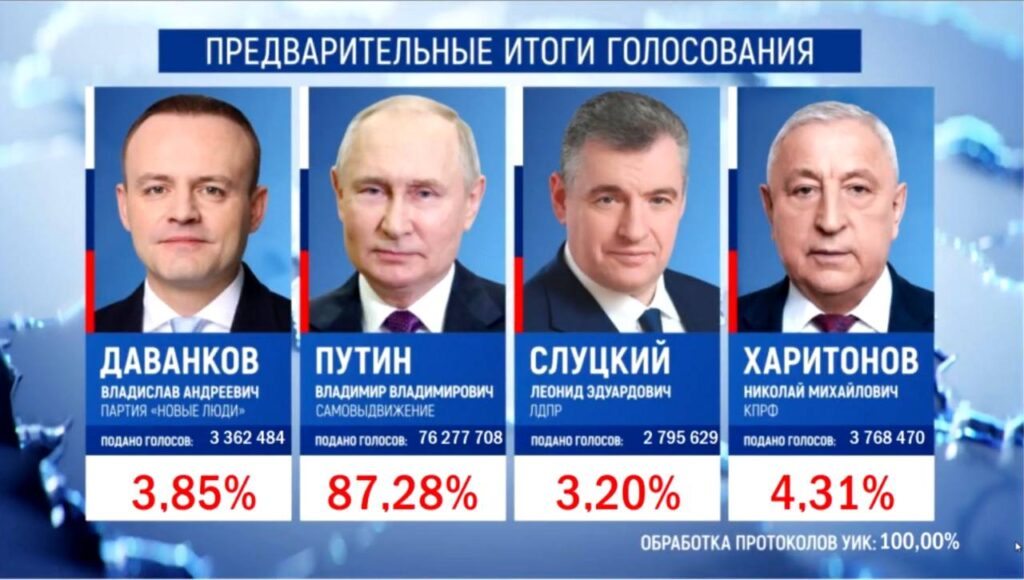 ПРЕДВАРИТЕЛЬНЫЕ ИТОГИ ГОЛОСОВАНИЯ
ДАВАНКОВ
ВЛАДИСЛАВ АНДРЕЕВИЧ
ПАРТИЯ «НОВЫЕ ЛЮДИ»
ПОДАНО ГОЛОСОВ: 3 362 484
3,85%
ПУТИН
ВЛАДИМИР ВЛАДИМИРОВИЧ
САМОВЫДВИЖЕНИЕ
ПОДАНО ГОЛОСОВ: 76 277 708
87,28%
СЛУЦКИЙ
ЛЕОНИД ЭДУАРДОВИЧ
ЛДПР
ПОДАНО ГОЛОСОВ: 2 795 629
3,20%
ХАРИТОНОВ
НИКОЛАЙ МИХАЙЛОВИЧ
КПРФ
ПОДАНО ГОЛОСОВ: 3 768 470
4,31%
ОБРАБОТКА ПРОТОКОЛОВ УИК: 100,00%